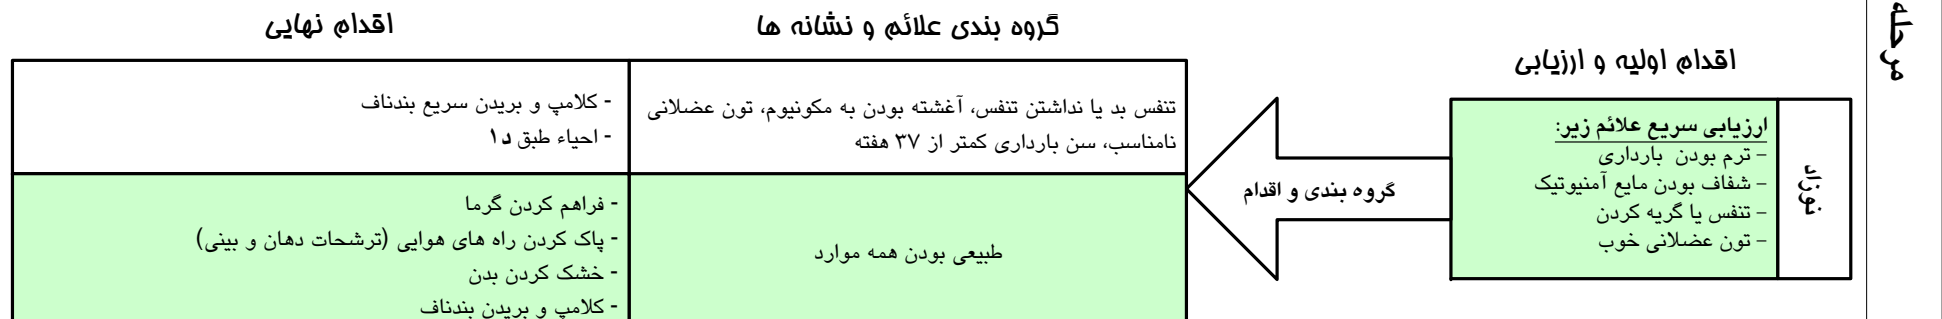 مرحله
اقدام اولیه و ارزیابی
نوزاد
ارزیابی سریع علائم زیر:
– ترم بودن بارداری
– شفاف بودن مایع آمنیوتیک
– تنفس یا گریه کردن
– تون عضلانی خوب
گروه بندی و اقدام
گروه بندی علائم و نشانه ها
تنفس بد یا نداشتن تنفس، آغشته بودن به مکونیوم، تون عضلانی
نامناسب، سن بارداری کمتر از ۳۷ هفته
طبیعی بودن همه موارد
اقدام نهایی
- کلامپ و بریدن سریع بندناف
- احیاء طبق د۱
- فراهم کردن گرما
- پاک کردن راه های هوایی (ترشحات دهان و بینی)
- خشک کردن بدن
- کلامپ و بریدن بندناف